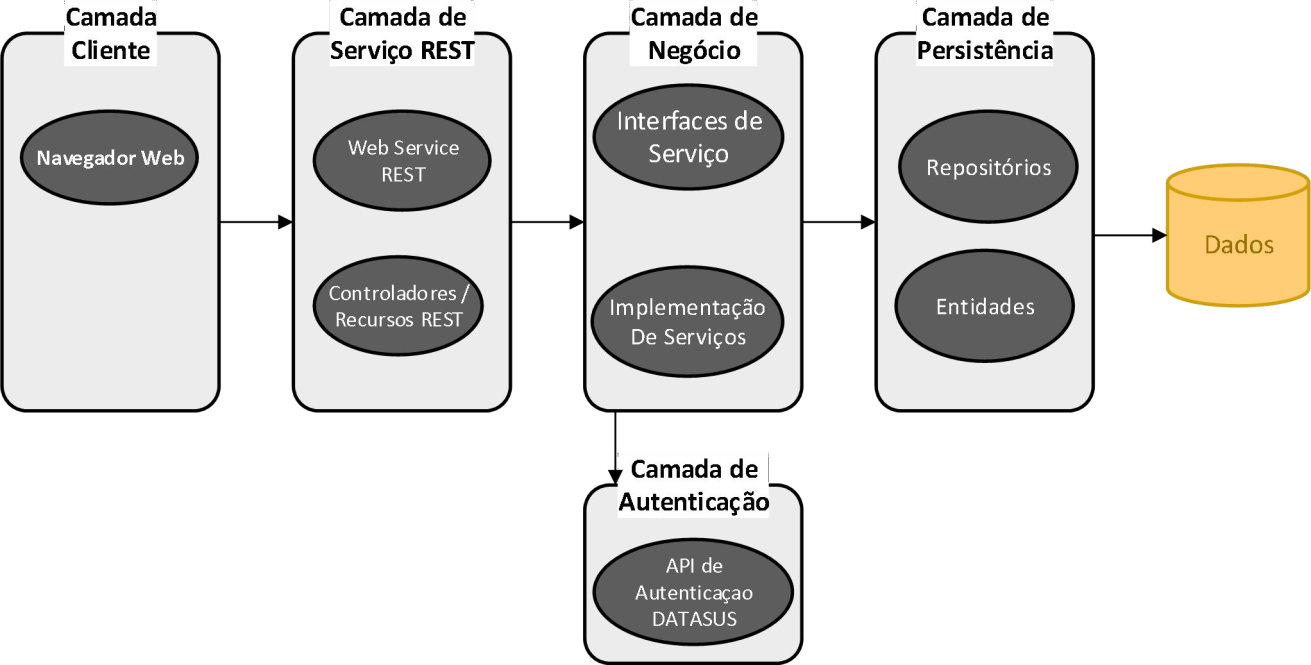 Camada
Cliente
Navegador Web
Camada de
Serviço REST
Web Service
REST
Controladores /
Recursos REST
Camada de
Negócio
Interfaces de
Serviço
Implementação
De Serviços
Camada de
Persistência
Repositórios
Entidades
Dados
Camada de
Autenticação
API de
Autenticaçao
DATASUS